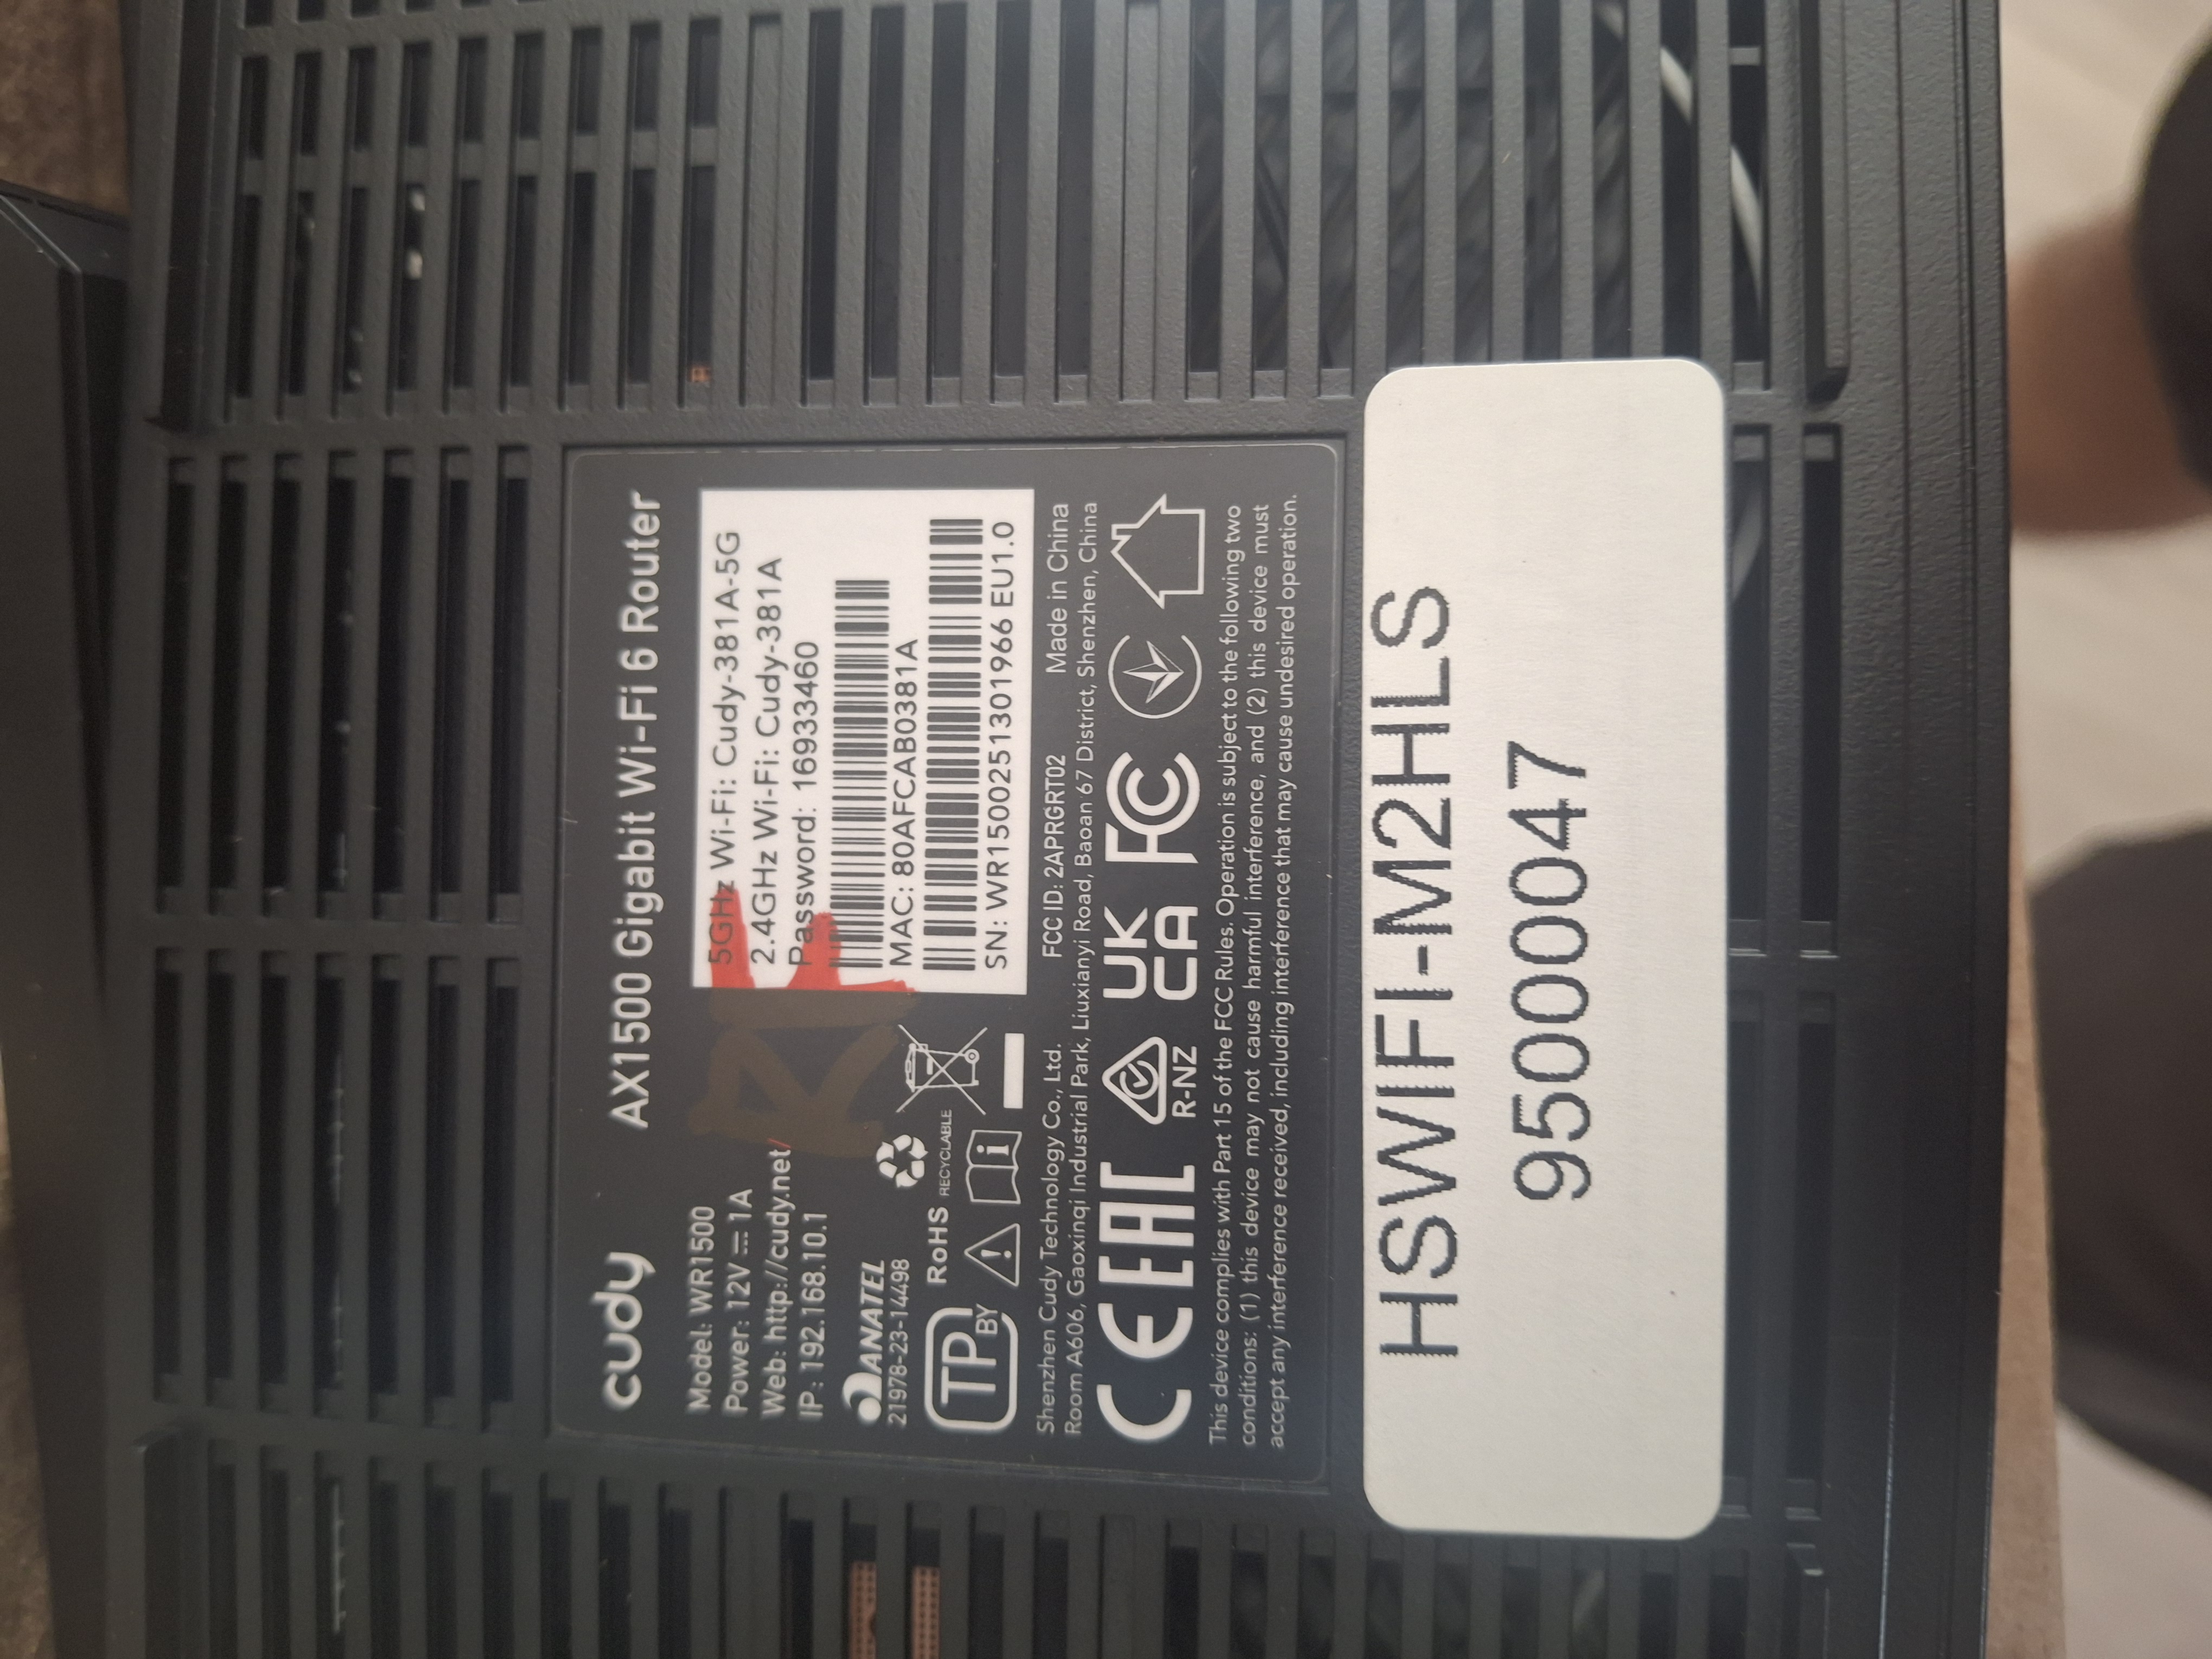 cudy
AX1500 Gigabit Wi-Fi 6 Router
Model: WR1500
Power: 12V ⎓ 1A
Web: http://cudy.net/
IP: 192.168.10.1
5GHz Wi-Fi: Cudy-381A-5G
2.4GHz Wi-Fi: Cudy-381A
Password: 16933460
MAC: 80AFCAB0381A
SN: WR1500251301966 EU1.0
ANATEL
21978-23-14498
RoHS
RECYCLABLE
TP
BY
Shenzhen Cudy Technology Co., Ltd. FCC ID: 2APRGRT02 Made in China
Room A606, Gaoxinqi Industrial Park, Liuxianyi Road, Baoan 67 District, Shenzhen, China
CE EAC R-NZ UK CA FC
This device complies with Part 15 of the FCC Rules. Operation is subject to the following two
conditions: (1) this device may not cause harmful interference, and (2) this device must
accept any interference received, including interference that may cause undesired operation.
HSWIFI-M2HLS
95000047